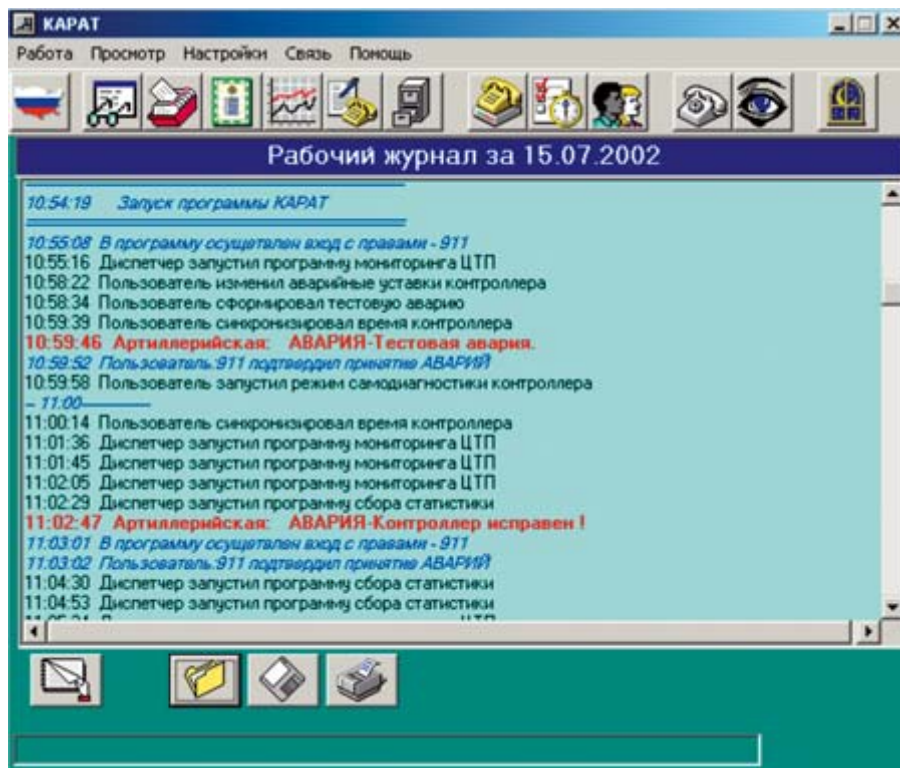 КАРАТ
Работа Просмотр Настройки Связь Помощь
Рабочий журнал за 15.07.2002
10:54:19 Запуск программы КАРАТ
10:55:08 В программу осуществлен вход с правами - 911
10:55:16 Диспетчер запустил программу мониторинга ЦТП
10:58:22 Пользователь изменил аварийные уставки контроллера
10:58:34 Пользователь сформировал тестовую аварию
10:59:39 Пользователь синхронизировал время контроллера
10:59:46 Артиллерийская: АВАРИЯ-Тестовая авария.
10:59:52 Пользователь:911 подтвердил принятие АВАРИЙ
10:59:58 Пользователь запустил режим самодиагностики контроллера
- 11:00
11:00:14 Пользователь синхронизировал время контроллера
11:01:36 Диспетчер запустил программу мониторинга ЦТП
11:01:45 Диспетчер запустил программу мониторинга ЦТП
11:02:05 Диспетчер запустил программу мониторинга ЦТП
11:02:29 Диспетчер запустил программу сбора статистики
11:02:47 Артиллерийская: АВАРИЯ-Контроллер исправен !
11:03:01 В программу осуществлен вход с правами - 911
11:03:02 Пользователь:911 подтвердил принятие АВАРИЙ
11:04:30 Диспетчер запустил программу сбора статистики
11:04:53 Диспетчер запустил программу сбора статистики